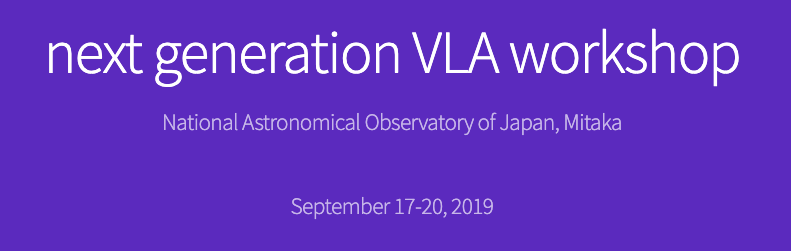 next generation VLA workshop
National Astronomical Observatory of Japan, Mitaka
September 17-20, 2019